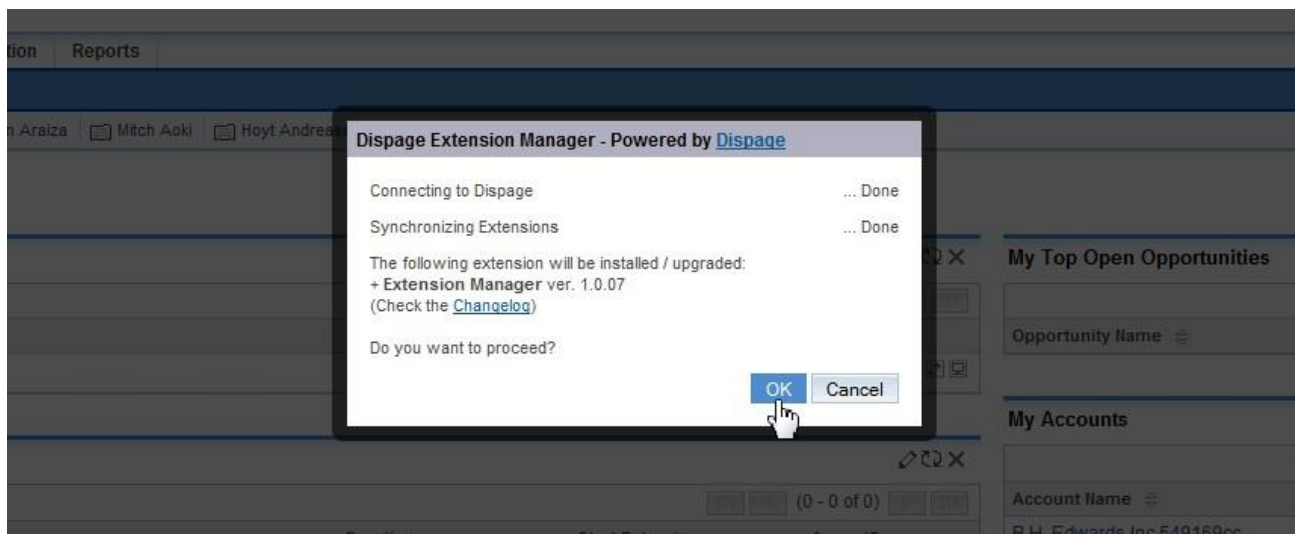 Reports
Araiza Mitch Aoki Hoyt Andreas
Dispage Extension Manager - Powered by Dispage
Connecting to Dispage ... Done
Synchronizing Extensions ... Done
The following extension will be installed / upgraded:
+ Extension Manager ver. 1.0.07
(Check the Changelog)
Do you want to proceed?
OK Cancel
My Top Open Opportunities
Opportunity Name
My Accounts
(0 - 0 of 0)
Account Name